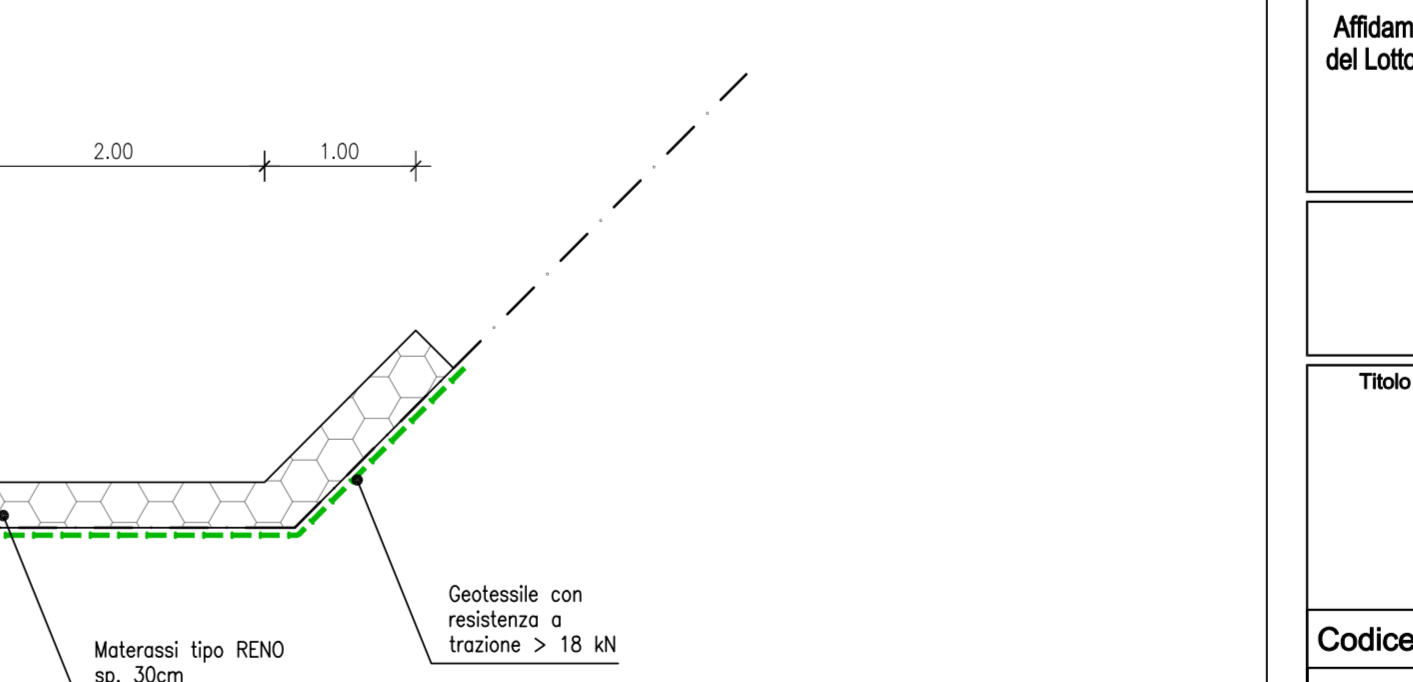 Affidam
del Lotto
2.00
1.00
Titolo
Geotessile con
resistenza a
trazione > 18 kN
Codice
Materassi tipo RENO
sp. 30cm